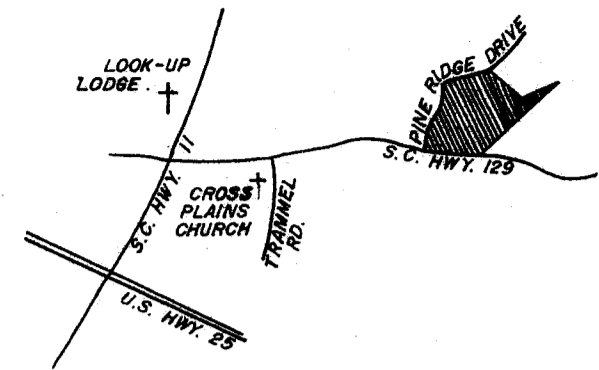 LOOK-UP
LODGE.
PINE RIDGE DRIVE
S.C. HWY. 11
S.C. HWY. 129
CROSS
PLAINS
CHURCH
TRAMMEL
RD.
U.S. HWY. 25